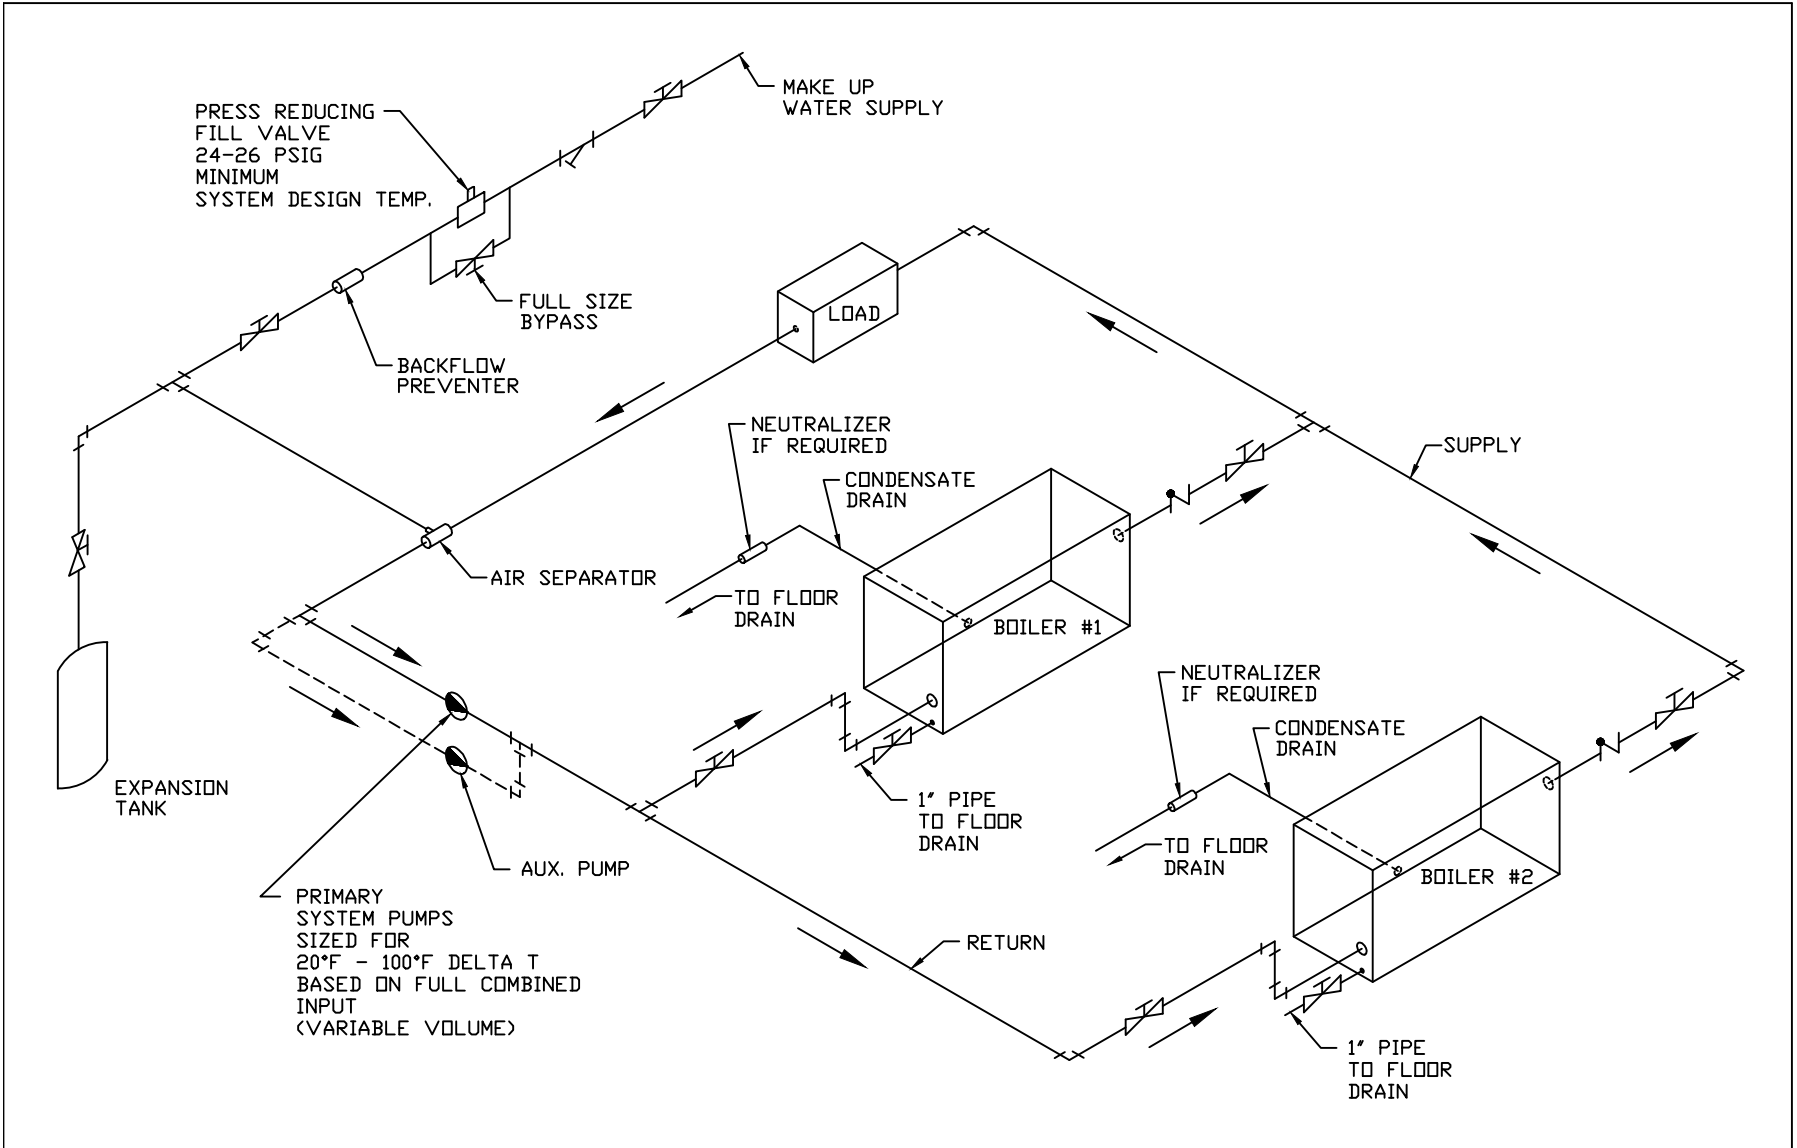 MAKE UP
WATER SUPPLY
PRESS REDUCING
FILL VALVE
24-26 PSIG
MINIMUM
SYSTEM DESIGN TEMP.
FULL SIZE
BYPASS
LOAD
BACKFLOW
PREVENTER
NEUTRALIZER
IF REQUIRED
SUPPLY
CONDENSATE
DRAIN
AIR SEPARATOR
TO FLOOR
DRAIN
BOILER #1
NEUTRALIZER
IF REQUIRED
CONDENSATE
DRAIN
EXPANSION
TANK
1" PIPE
TO FLOOR
DRAIN
TO FLOOR
DRAIN
AUX. PUMP
BOILER #2
PRIMARY
SYSTEM PUMPS
SIZED FOR
20°F - 100°F DELTA T
BASED ON FULL COMBINED
INPUT
(VARIABLE VOLUME)
RETURN
1" PIPE
TO FLOOR
DRAIN